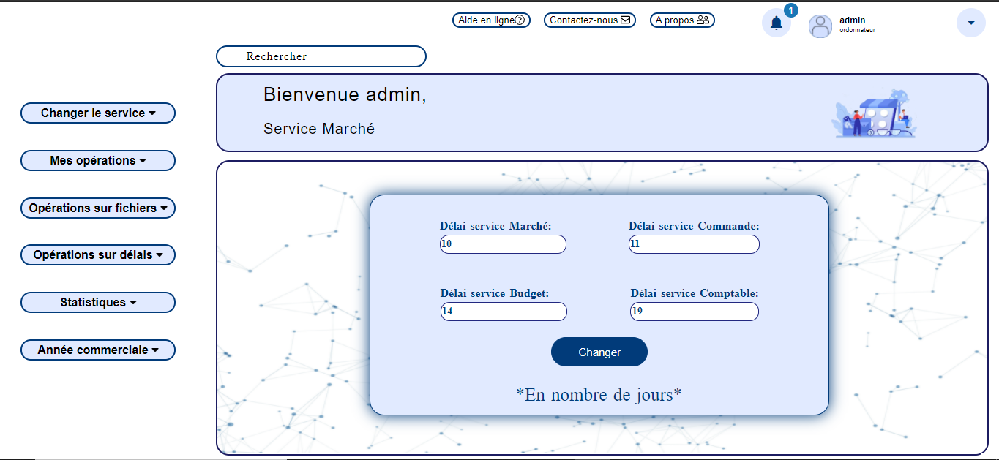 Aide en ligne
Contactez-nous
A propos
1
admin
ordonnateur
Rechercher
Bienvenue admin,
Service Marché
Changer le service
Mes opérations
Opérations sur fichiers
Opérations sur délais
Statistiques
Année commerciale
Délai service Marché:
10
Délai service Commande:
11
Délai service Budget:
14
Délai service Comptable:
19
Changer
*En nombre de jours*